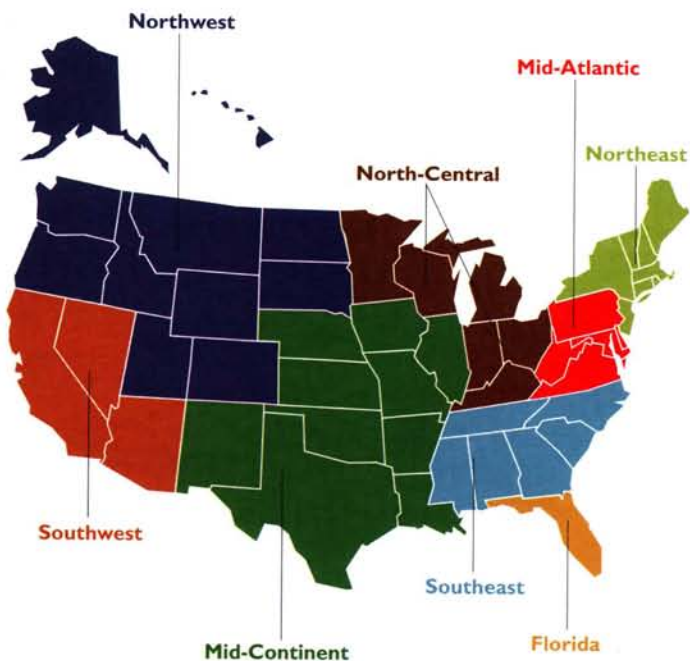 Northwest
Mid-Atlantic
Northeast
North-Central
Southwest
Southeast
Mid-Continent
Florida